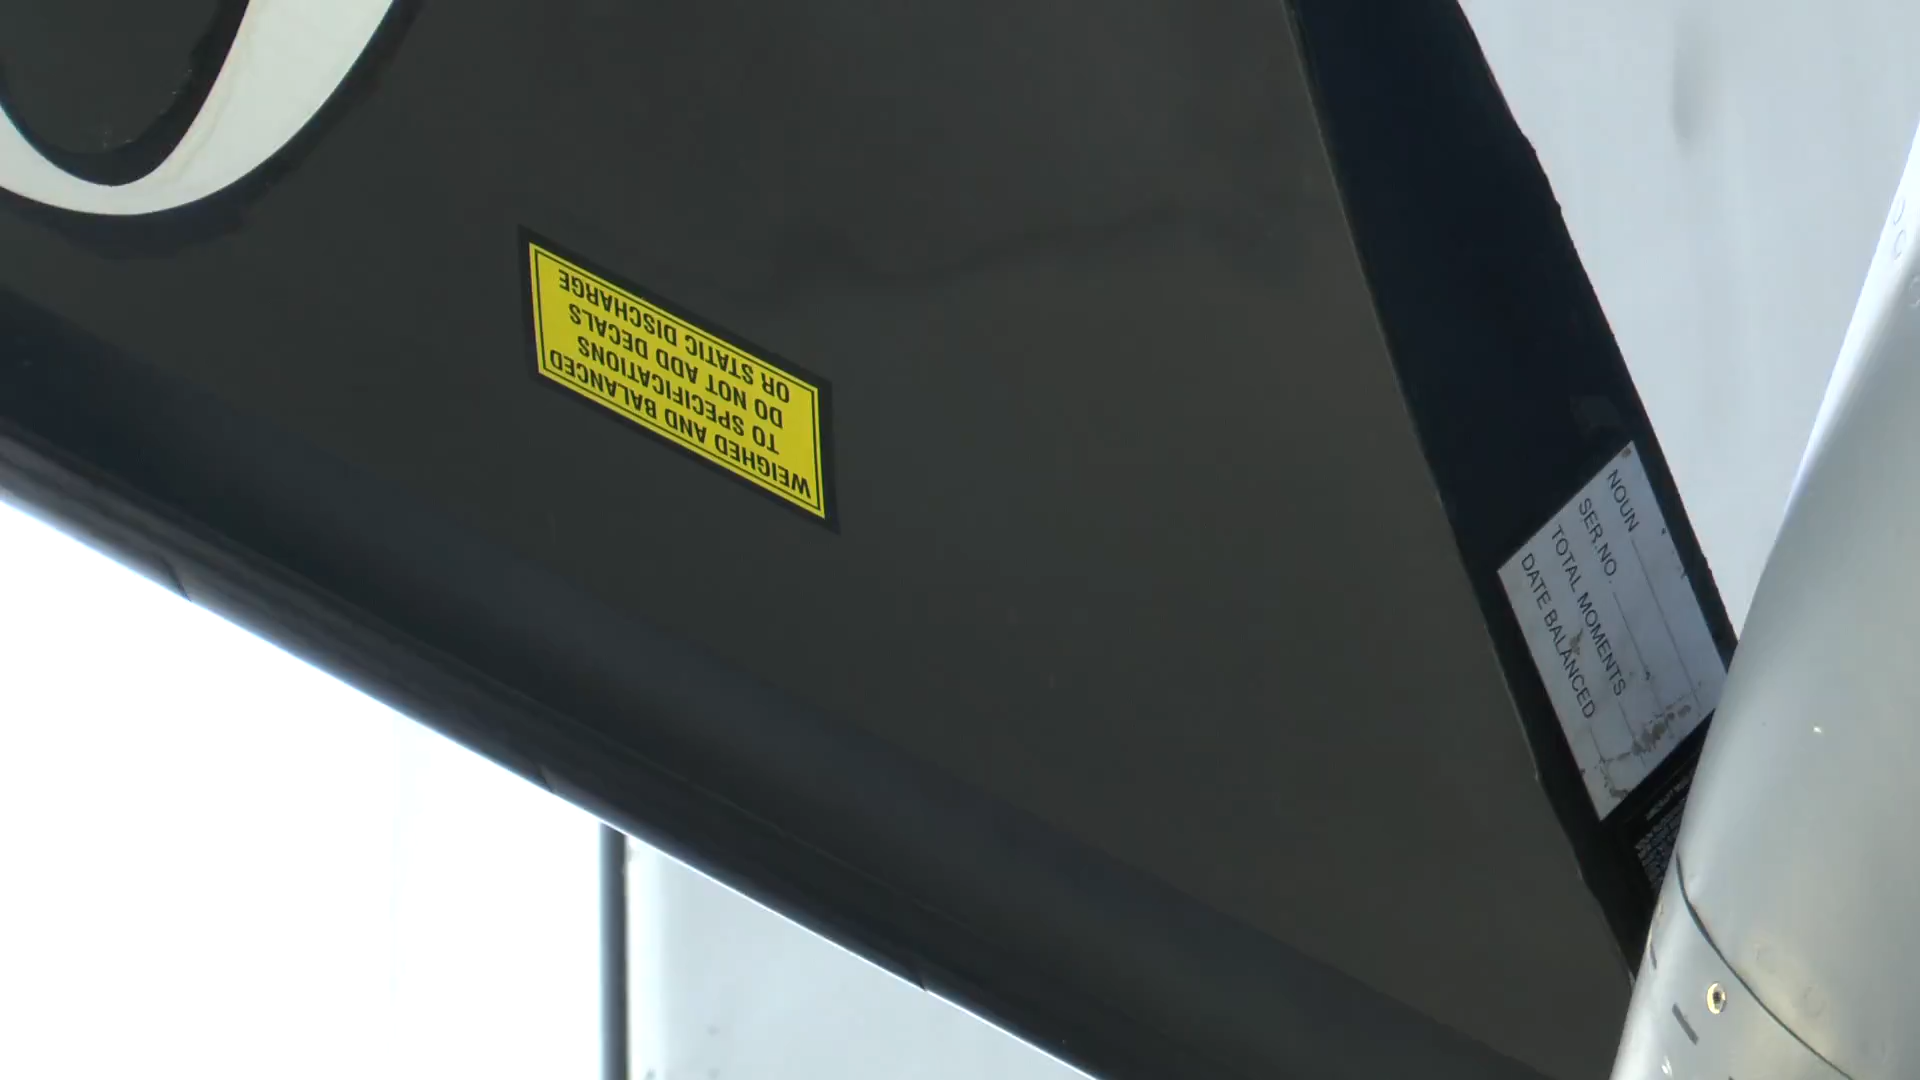 WEIGHED AND BALANCED
TO SPECIFICATIONS
DO NOT ADD DECALS
OR STATIC DISCHARGE
NOUN
SER.NO.
TOTAL MOMENTS
DATE BALANCED